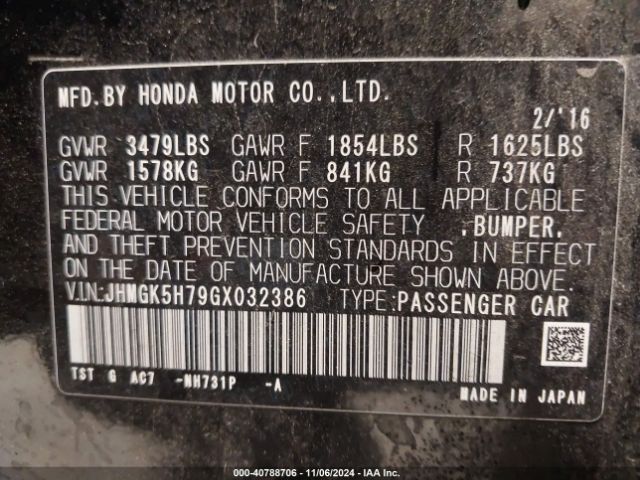 MFD.BY HONDA MOTOR CO.,LTD.
2/'16
GVWR 3479LBS GAWR F 1854LBS R 1625LBS
GVWR 1578KG GAWR F 841KG R 737KG
THIS VEHICLE CONFORMS TO ALL APPLICABLE
FEDERAL MOTOR VEHICLE SAFETY .BUMPER.
AND THEFT PREVENTION STANDARDS IN EFFECT
ON THE DATE OF MANUFACTURE SHOWN ABOVE.
V.I.N:JHMGK5H79GX032386 TYPE:PASSENGER CAR
TST G AC7 -NH731P -A
MADE IN JAPAN
000-40788706 - 11/06/2024 - IAA Inc.